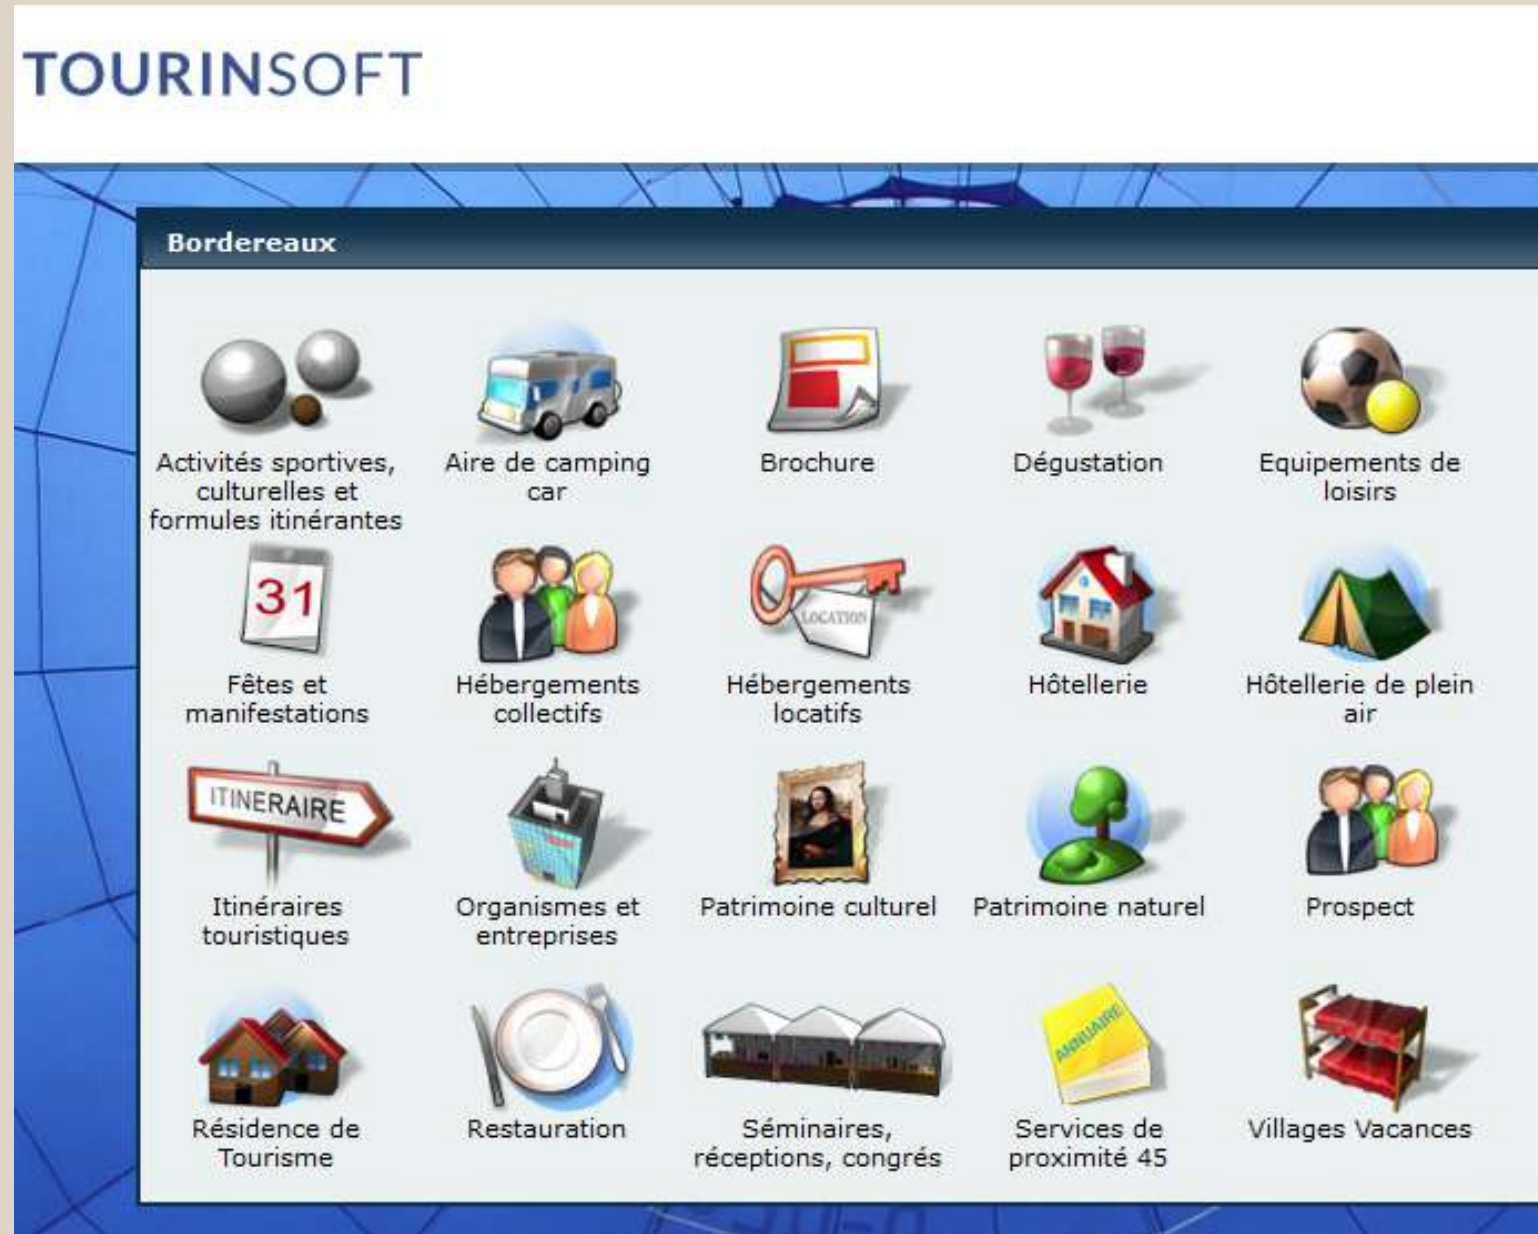 TOURINSOFT
Bordereaux
Activités sportives,
culturelles et
formules itinérantes
Aire de camping
car
Brochure
Dégustation
Equipements de
loisirs
31
Fêtes et
manifestations
Hébergements
collectifs
LOCATION
Hébergements
locatifs
Hôtellerie
Hôtellerie de plein
air
ITINERAIRE
Itinéraires
touristiques
Organismes et
entreprises
Patrimoine culturel
Patrimoine naturel
Prospect
Résidence de
Tourisme
Restauration
Séminaires,
réceptions, congrés
ANNUAIRE
Services de
proximité 45
Villages Vacances